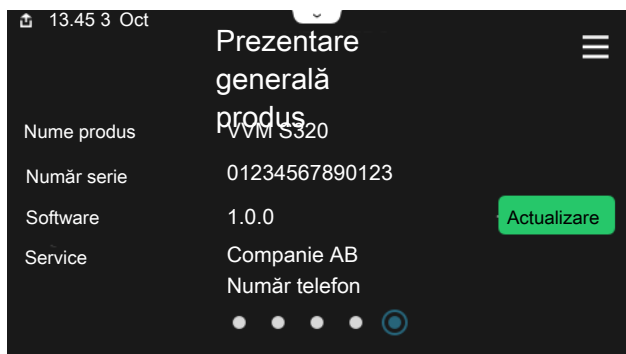 13.45 3 Oct
Prezentare
generală
produs
Nume produs VVM S320
Număr serie 01234567890123
Software 1.0.0 Actualizare
Service Companie AB
Număr telefon